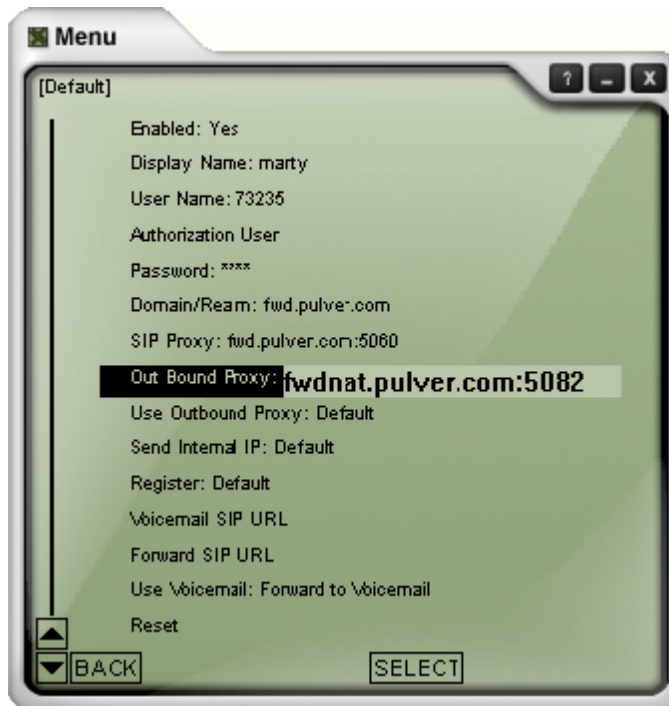 Menu
? - X
[Default]
Enabled: Yes
Display Name: marty
User Name: 73235
Authorization User
Password: ****
Domain/Ream: fwd.pulver.com
SIP Proxy: fwd.pulver.com:5060
Out Bound Proxy: fwdnat.pulver.com:5082
Use Outbound Proxy: Default
Send Internal IP: Default
Register: Default
Voicemail SIP URL
Forward SIP URL
Use Voicemail: Forward to Voicemail
Reset
BACK SELECT